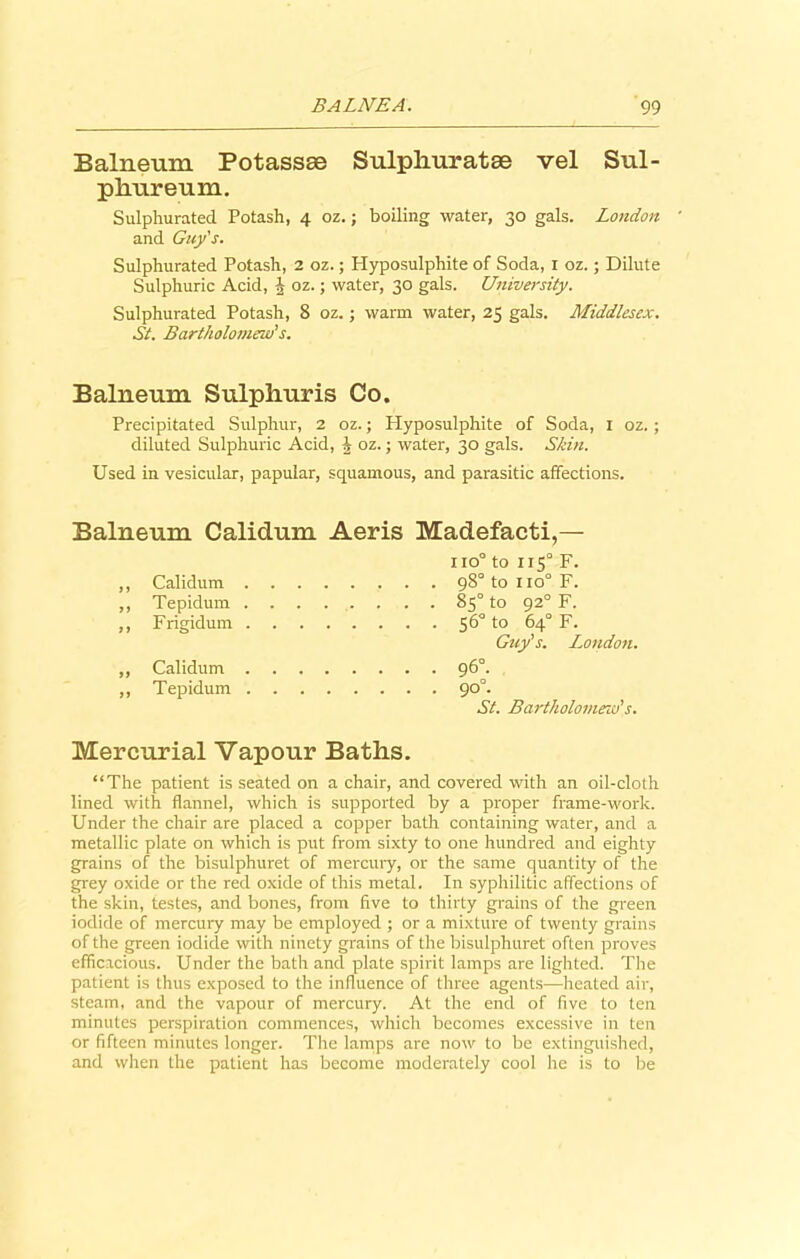 BALNEA. 99
Balneum Potassæ Sulphuratæ vel Sul-
phureum.
Sulphurated Potash, 4 oz.; boiling water, 30 gals. London
and Guy's.
Sulphurated Potash, 2 oz.; Hyposulphite of Soda, 1 oz.; Dilute
Sulphuric Acid, ½ oz.; water, 30 gals. University.
Sulphurated Potash, 8 oz.; warm water, 25 gals. Middlesex.
St. Bartholomew's.
Balneum Sulphuris Co.
Precipitated Sulphur, 2 oz.; Hyposulphite of Soda, 1 oz.;
diluted Sulphuric Acid, ½ oz.; water, 30 gals. Skin.
Used in vesicular, papular, squamous, and parasitic affections.
Balneum Calidum Aeris Madefacti,—
110° to 115° F.
,, Calidum . . . . . . . . . 98° to 110° F.
,, Tepidum . . . . . . . . . 85° to 92° F.
,, Frigidum . . . . . . . . . 56° to 64° F.
Guy's. London.
,, Calidum . . . . . . . . . 96°.
,, Tepidum . . . . . . . . . 90°.
St. Bartholomew's.
Mercurial Vapour Baths.
“The patient is seated on a chair, and covered with an oil-cloth
lined with flannel, which is supported by a proper frame-work.
Under the chair are placed a copper bath containing water, and a
metallic plate on which is put from sixty to one hundred and eighty
grains of the bisulphuret of mercury, or the same quantity of the
grey oxide or the red oxide of this metal. In syphilitic affections of
the skin, testes, and bones, from five to thirty grains of the green
iodide of mercury may be employed ; or a mixture of twenty grains
of the green iodide with ninety grains of the bisulphuret often proves
efficacious. Under the bath and plate spirit lamps are lighted. The
patient is thus exposed to the influence of three agents—heated air,
steam, and the vapour of mercury. At the end of five to ten
minutes perspiration commences, which becomes excessive in ten
or fifteen minutes longer. The lamps are now to be extinguished,
and when the patient has become moderately cool he is to be